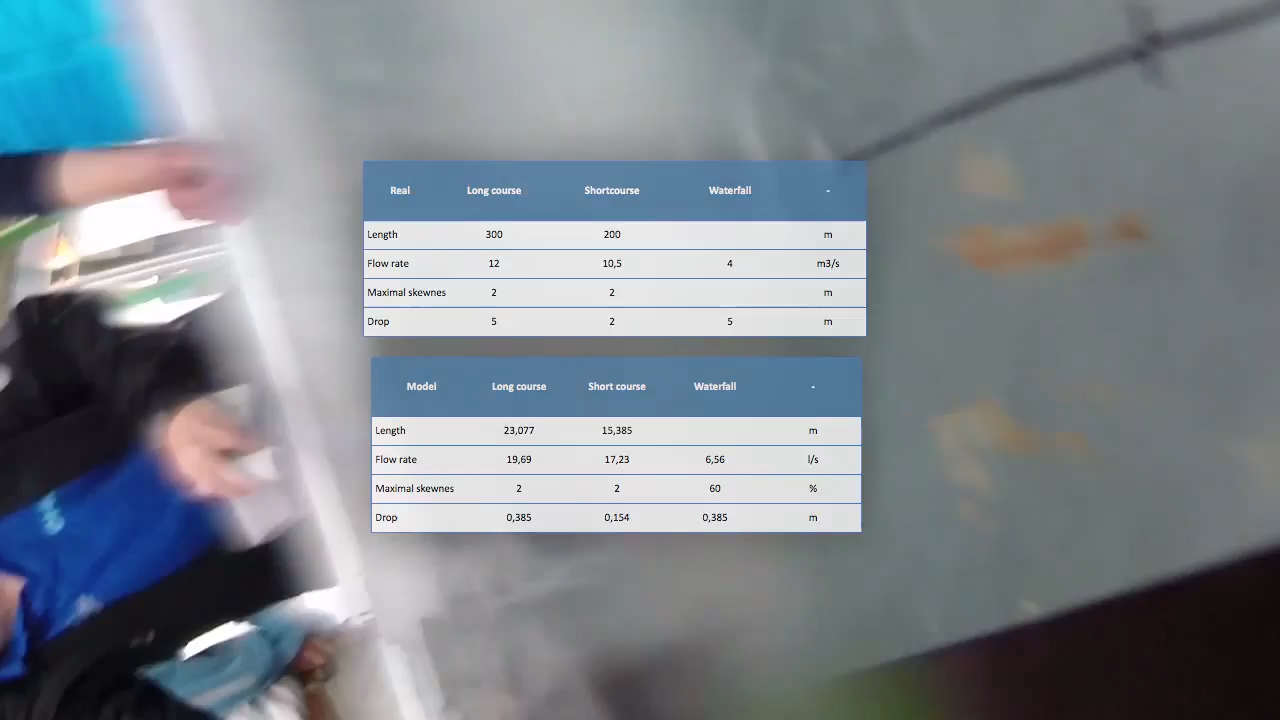 Real Long course Shortcourse Waterfall -
Length 300 200 m
Flow rate 12 10,5 4 m3/s
Maximal skewnes 2 2 m
Drop 5 2 5 m
Model Long course Short course Waterfall -
Length 23,077 15,385 m
Flow rate 19,69 17,23 6,56 l/s
Maximal skewnes 2 2 60 %
Drop 0,385 0,154 0,385 m